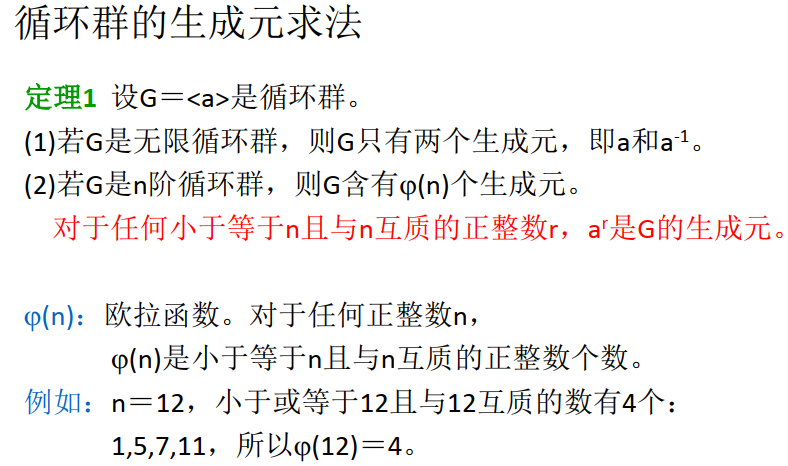 循环群的生成元求法
定理1 设G＝<a>是循环群。
(1)若G是无限循环群，则G只有两个生成元，即a和a⁻¹。
(2)若G是n阶循环群，则G含有φ(n)个生成元。
对于任何小于等于n且与n互质的正整数r，aʳ是G的生成元。
φ(n)：欧拉函数。对于任何正整数n，
φ(n)是小于等于n且与n互质的正整数个数。
例如：n＝12，小于或等于12且与12互质的数有4个：
1,5,7,11，所以φ(12)＝4。